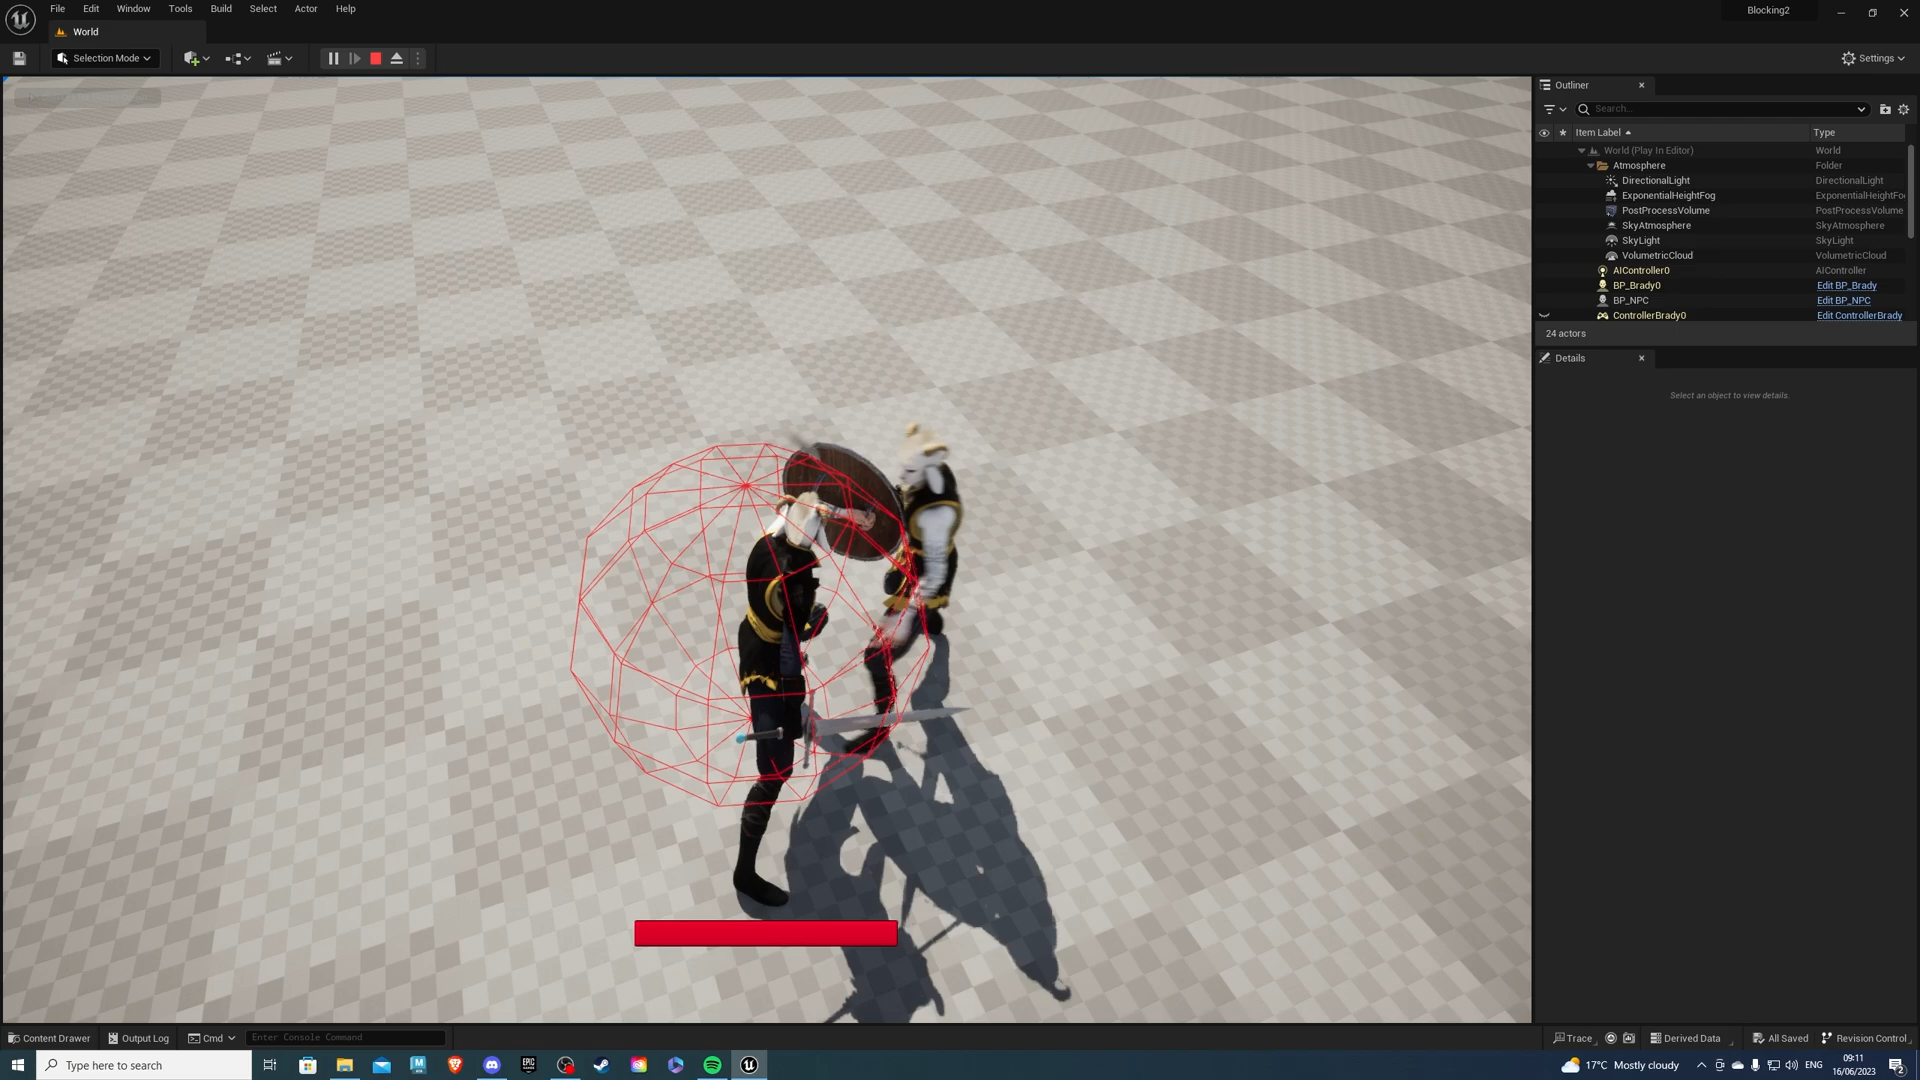 File Edit Window Tools Build Select Actor Help
Blocking2
World
Selection Mode
Settings
Outliner
Search...
Item Label Type
World (Play In Editor) World
Atmosphere Folder
DirectionalLight DirectionalLight
ExponentialHeightFog ExponentialHeightFo
PostProcessVolume PostProcessVolume
SkyAtmosphere SkyAtmosphere
SkyLight SkyLight
VolumetricCloud VolumetricCloud
AIController0 AIController
BP_Brady0 Edit BP_Brady
BP_NPC Edit BP_NPC
ControllerBrady0 Edit ControllerBrady
24 actors
Details
Select an object to view details.
Content Drawer Output Log Cmd Enter Console Command
Trace Derived Data All Saved Revision Control
Type here to search
17°C Mostly cloudy
ENG
09:11
16/06/2023
2